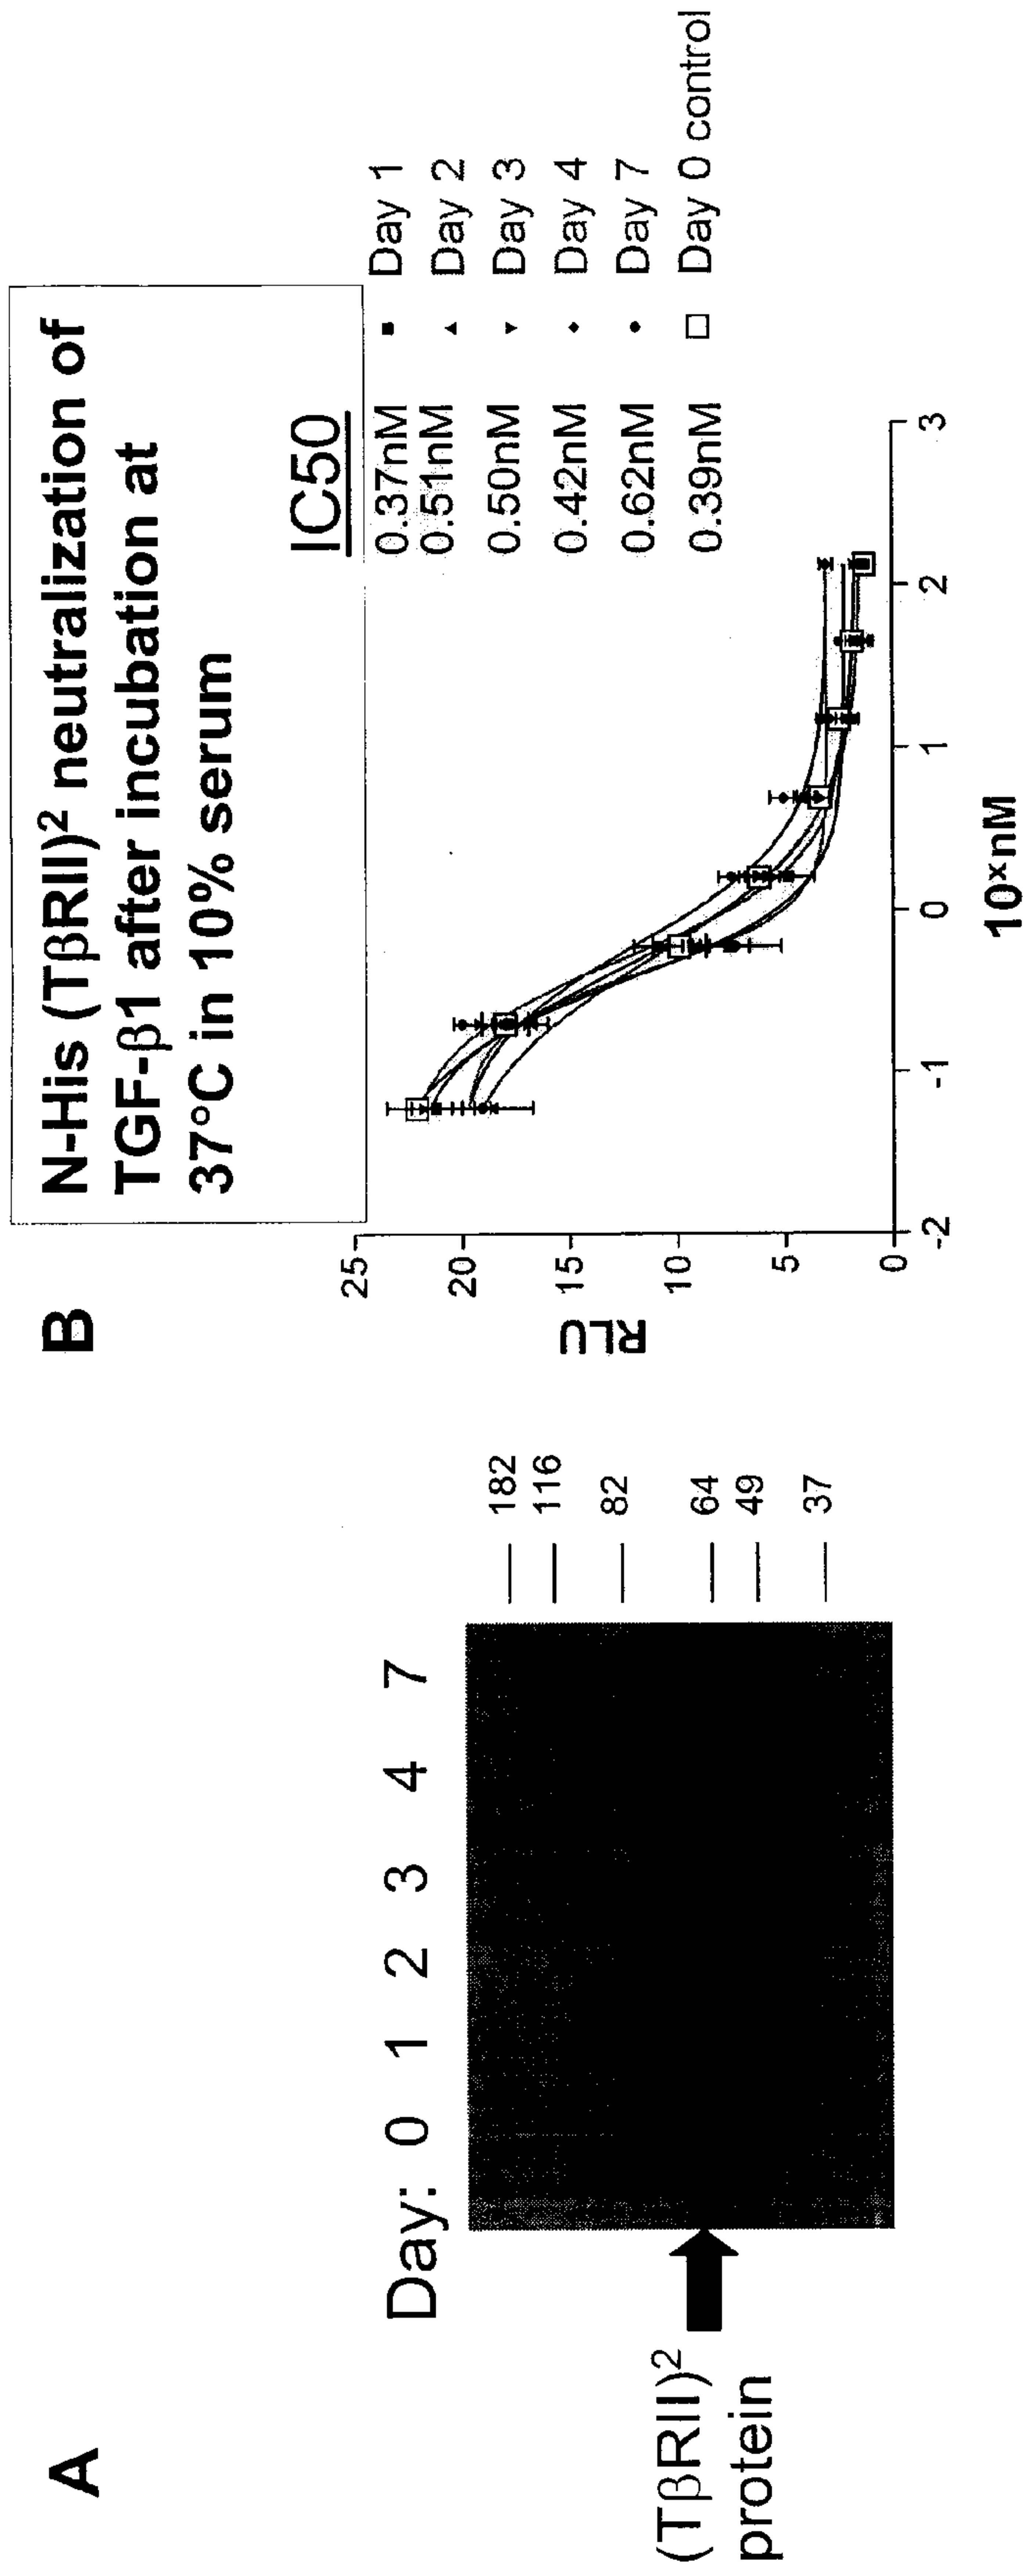 A
Day: 0 1 2 3 4 7
(TβRII)² protein
182
116
82
64
49
37
B
N-His (TβRII)² neutralization of
TGF-β1 after incubation at
37°C in 10% serum
IC50
0.37nM ■ Day 1
0.51nM ▲ Day 2
0.50nM ▼ Day 3
0.42nM ◆ Day 4
0.62nM ● Day 7
0.39nM □ Day 0 control
RLU
25
20
15
10
5
0
-2 -1 0 1 2 3
10ˣnM